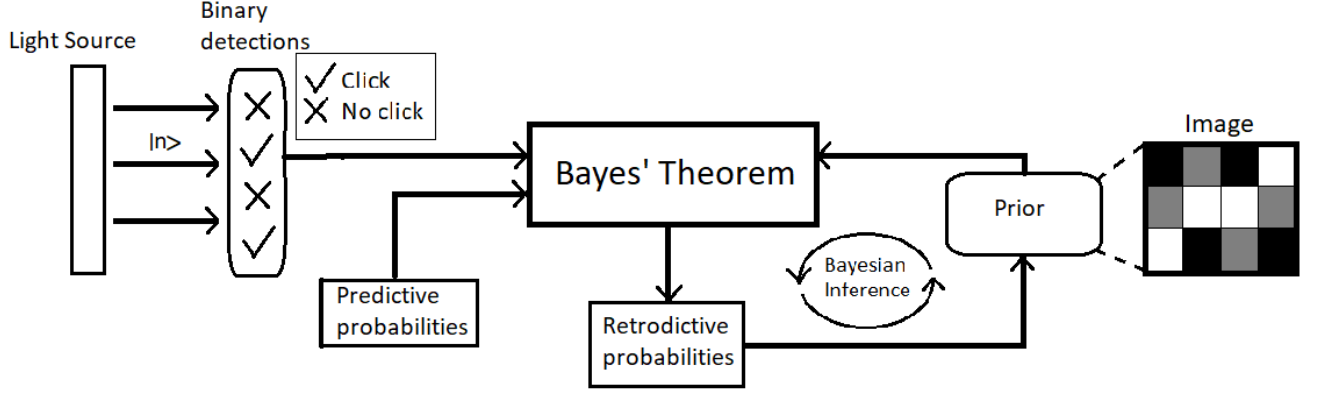 Light Source
Binary
detections
Click
No click
|n>
Bayes' Theorem
Predictive
probabilities
Retrodictive
probabilities
Bayesian
Inference
Prior
Image